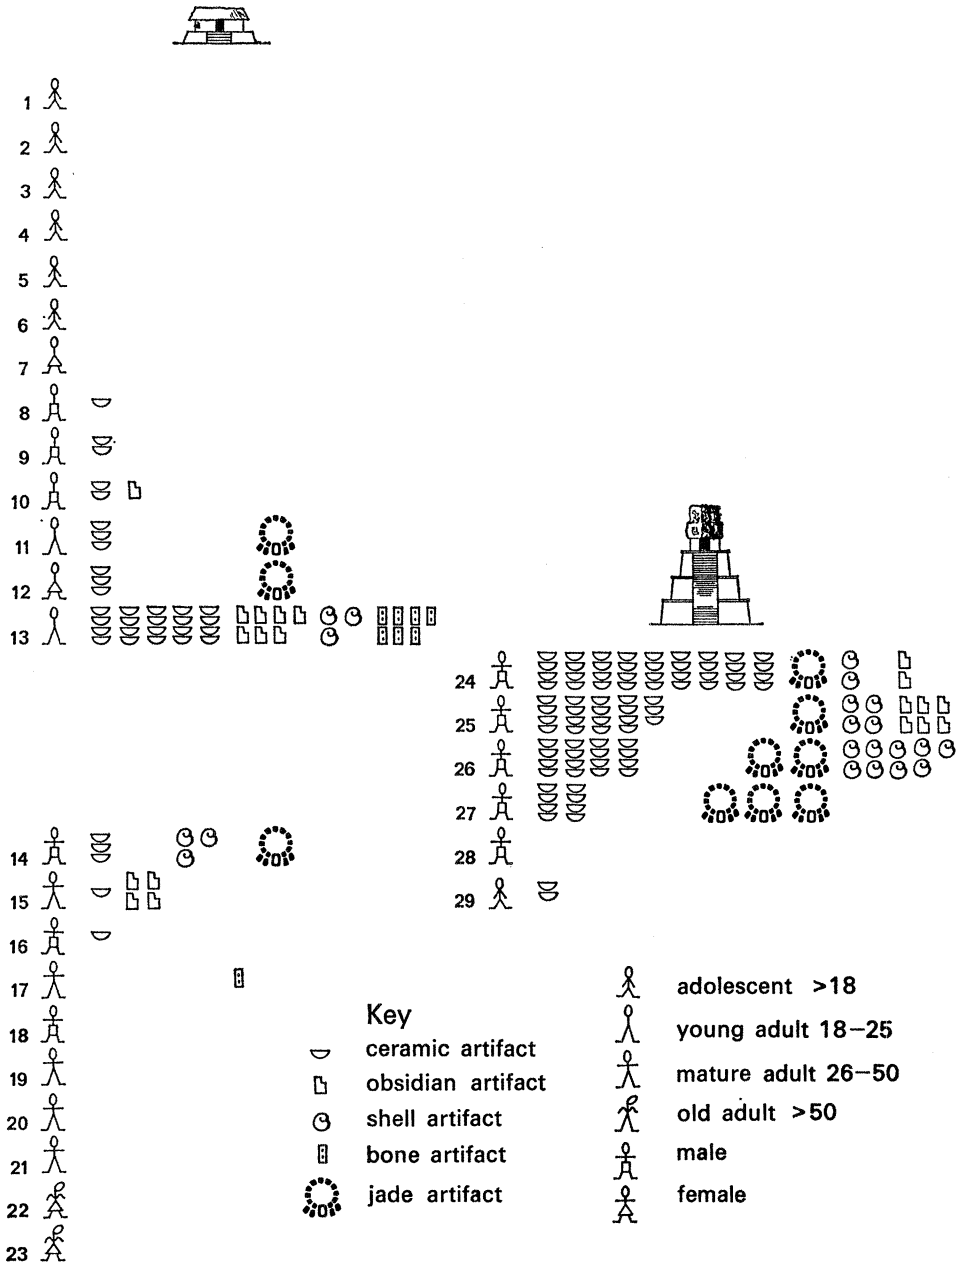 1
2
3
4
5
6
7
8
9
10
11
12
13
24
25
26
27
28
29
14
15
16
17
18
19
20
21
22
23
Key
ceramic artifact
obsidian artifact
shell artifact
bone artifact
jade artifact
adolescent >18
young adult 18–25
mature adult 26–50
old adult >50
male
female